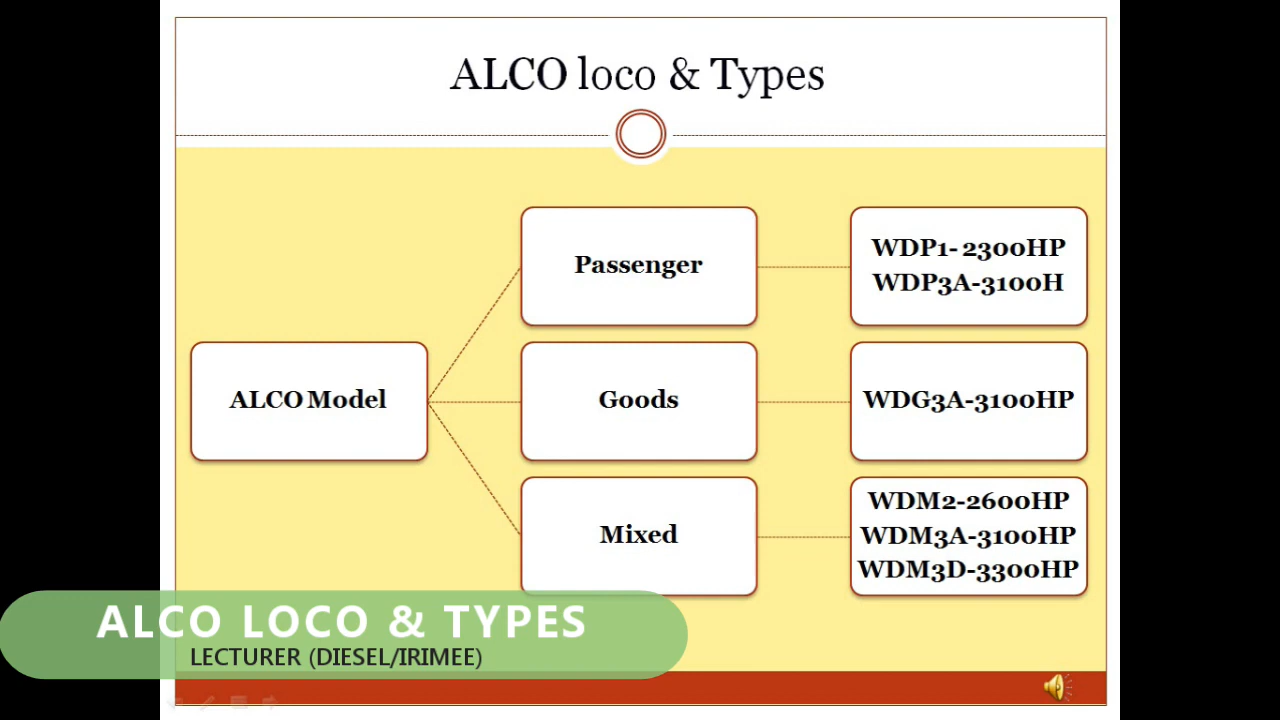 ALCO loco & Types
Passenger
WDP1- 2300HP
WDP3A-3100H
ALCO Model
Goods
WDG3A-3100HP
Mixed
WDM2-2600HP
WDM3A-3100HP
WDM3D-3300HP
ALCO LOCO & TYPES
LECTURER (DIESEL/IRIMEE)